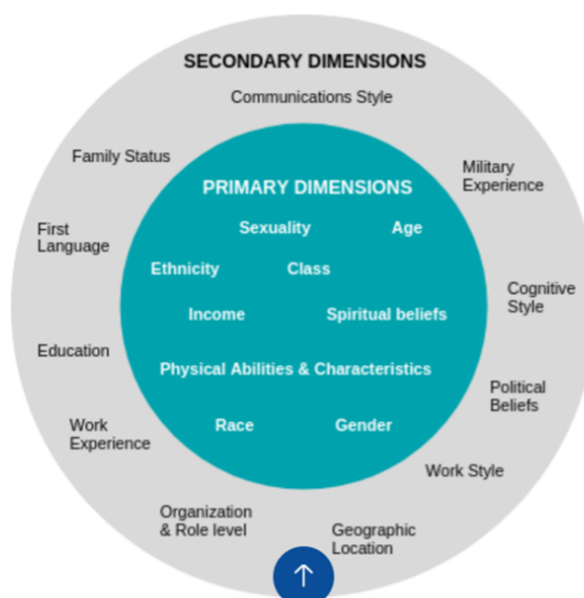 SECONDARY DIMENSIONS
Communications Style
Family Status
Military
Experience
First
Language
Cognitive
Style
Education
Political
Beliefs
Work
Experience
Work Style
Organization
& Role level
Geographic
Location
PRIMARY DIMENSIONS
Sexuality
Age
Ethnicity
Class
Income
Spiritual beliefs
Physical Abilities & Characteristics
Race
Gender